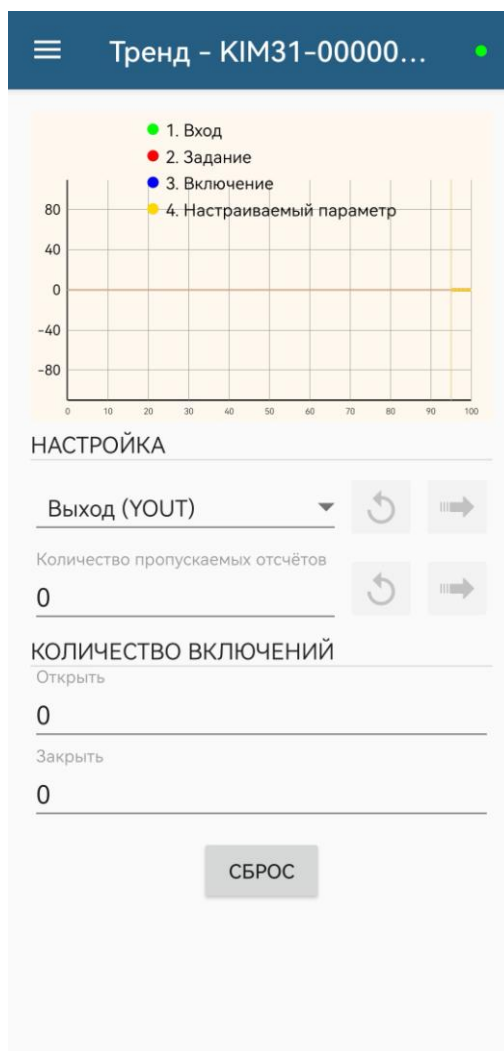 Тренд - KIM31-00000...
1. Вход
2. Задание
3. Включение
4. Настраиваемый параметр
80
40
0
-40
-80
0 10 20 30 40 50 60 70 80 90 100
НАСТРОЙКА
Выход (YOUT)
Количество пропускаемых отсчётов
0
КОЛИЧЕСТВО ВКЛЮЧЕНИЙ
Открыть
0
Закрыть
0
СБРОС